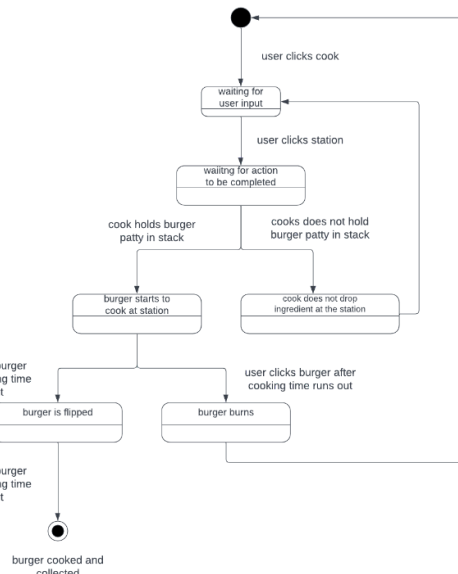 user clicks cook
waiting for
user input
user clicks station
waiitng for action
to be completed
cook holds burger
patty in stack
cooks does not hold
burger patty in stack
burger starts to
cook at station
cook does not drop
ingredient at the station
urger
ng time
t
user clicks burger after
cooking time runs out
burger is flipped
burger burns
urger
ng time
t
burger cooked and
collected